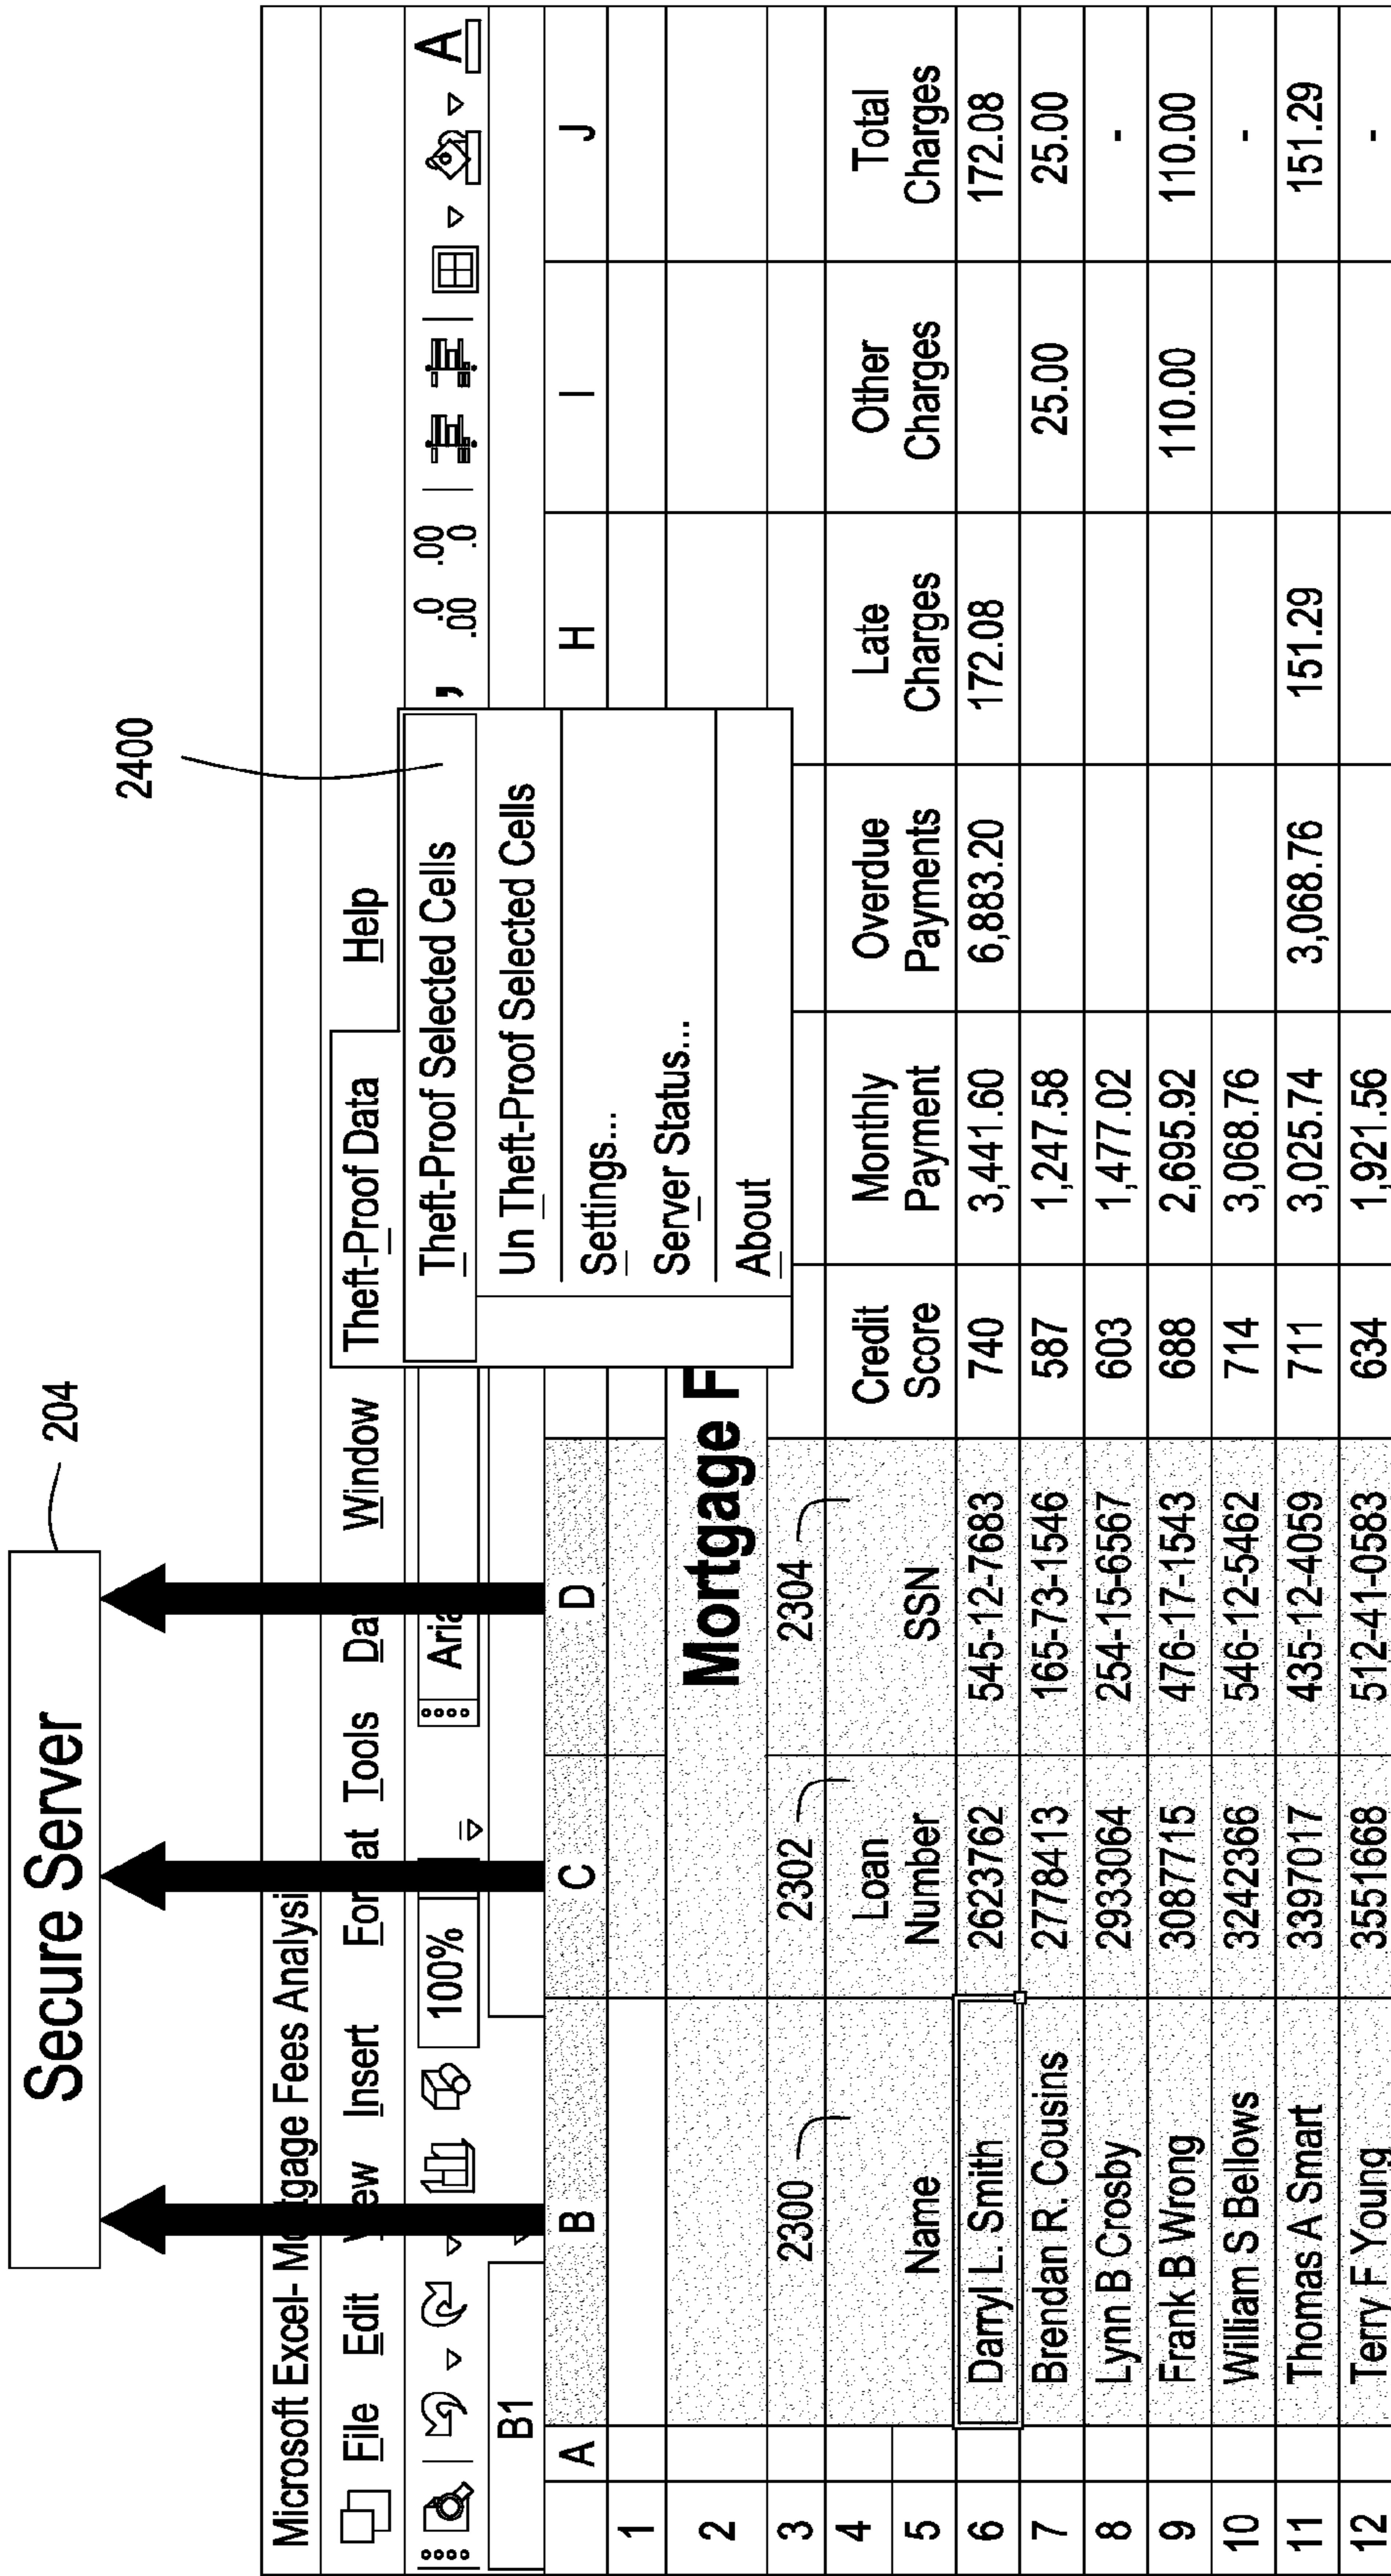 Secure Server
204
2400
Microsoft Excel- Mo tgage Fees Analysi
File Edit ew Insert For at Tools Da Window Theft-Proof Data Help
100% Aria , .0 .00 .00 .0 A
B1
Theft-Proof Selected Cells
Un Theft-Proof Selected Cells
Settings...
Server Status...
About
A B C D H I J
1
2 Mortgage F
3 2300 2302 2304
4 Loan Credit Monthly Overdue Late Other Total
5 Name Number SSN Score Payment Payments Charges Charges Charges
6 Darryl L. Smith 2623762 545-12-7683 740 3,441.60 6,883.20 172.08 172.08
7 Brendan R. Cousins 2778413 165-73-1546 587 1,247.58 25.00 25.00
8 Lynn B Crosby 2933064 254-15-6567 603 1,477.02 -
9 Frank B Wrong 3087715 476-17-1543 688 2,695.92 110.00 110.00
10 William S Bellows 3242366 546-12-5462 714 3,068.76 -
11 Thomas A Smart 3397017 435-12-4059 711 3,025.74 3,068.76 151.29 151.29
12 Terry F Young 3551668 512-41-0583 634 1,921.56 -